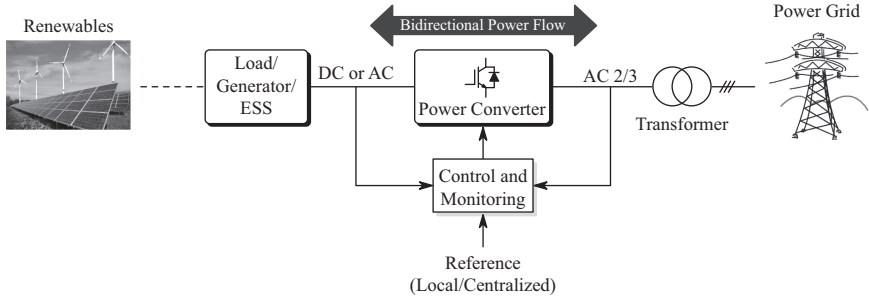 Renewables
Bidirectional Power Flow
Power Grid
Load/
Generator/
ESS
DC or AC
Power Converter
AC 2/3
Transformer
Control and
Monitoring
Reference
(Local/Centralized)